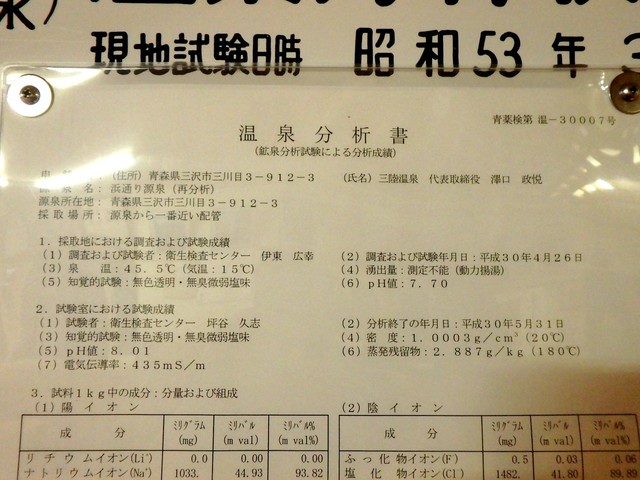 泉)
現地試験日時 昭和53年3
青薬検第 温－30007号
温泉分析書
(鉱泉分析試験による分析成績)
(住所) 青森県三沢市三川目3－912－3 (氏名) 三陸温泉 代表取締役 澤口 政悦
源泉名：浜通り源泉（再分析）
源泉所在地：青森県三沢市三川目3－912－3
採取場所：源泉から一番近い配管
1．採取地における調査および試験成績
(1) 調査および試験者：衛生検査センター 伊東 広幸 (2) 調査および試験年月日：平成30年4月26日
(3) 泉温：45．5℃（気温：15℃） (4) 湧出量：測定不能（動力揚湯）
(5) 知覚的試験：無色透明・無臭微弱塩味 (6) pH値：7．70
2．試験室における試験成績
(1) 試験者：衛生検査センター 坪谷 久志 (2) 分析終了の年月日：平成30年5月31日
(3) 知覚的試験：無色透明・無臭微弱塩味 (4) 密度：1．0003g／cm³（20℃）
(5) pH値：8．01 (6) 蒸発残留物：2．887g／kg（180℃）
(7) 電気伝導率：435mS／m
3．試料1kg中の成分：分量および組成
(1) 陽イオン (2) 陰イオン
成分 ﾐﾘｸﾞﾗﾑ (mg) ﾐﾘﾊﾞﾙ (m val) ﾐﾘﾊﾞﾙ% (m val%) 成分 ﾐﾘｸﾞﾗﾑ (mg) ﾐﾘﾊﾞﾙ (m val) ﾐﾘﾊﾞﾙ% (m val%)
リチウムイオン(Li⁺) 0.0 0.00 0.00 ふっ化物イオン(F⁻) 0.5 0.03 0.06
ナトリウムイオン(Na⁺) 1033. 44.93 93.82 塩化物イオン(Cl⁻) 1482. 41.80 89.89